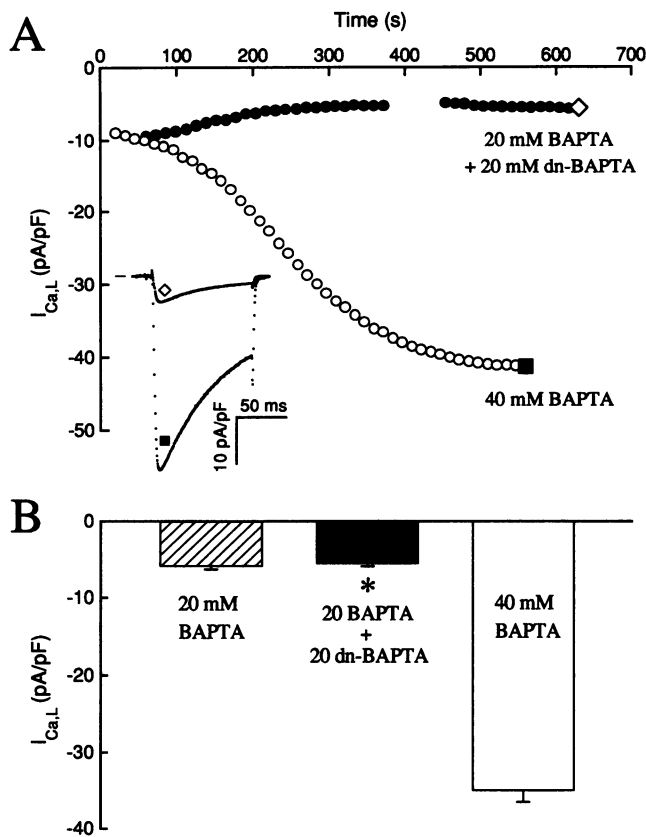 A
Time (s)
0 100 200 300 400 500 600 700
0
-10
-20
-30
-40
-50
I Ca,L (pA/pF)
20 mM BAPTA
+ 20 mM dn-BAPTA
40 mM BAPTA
50 ms
10 pA/pF
B
0
-10
-20
-30
-40
I Ca,L (pA/pF)
20 mM
BAPTA
*
20 BAPTA
+
20 dn-BAPTA
40 mM
BAPTA